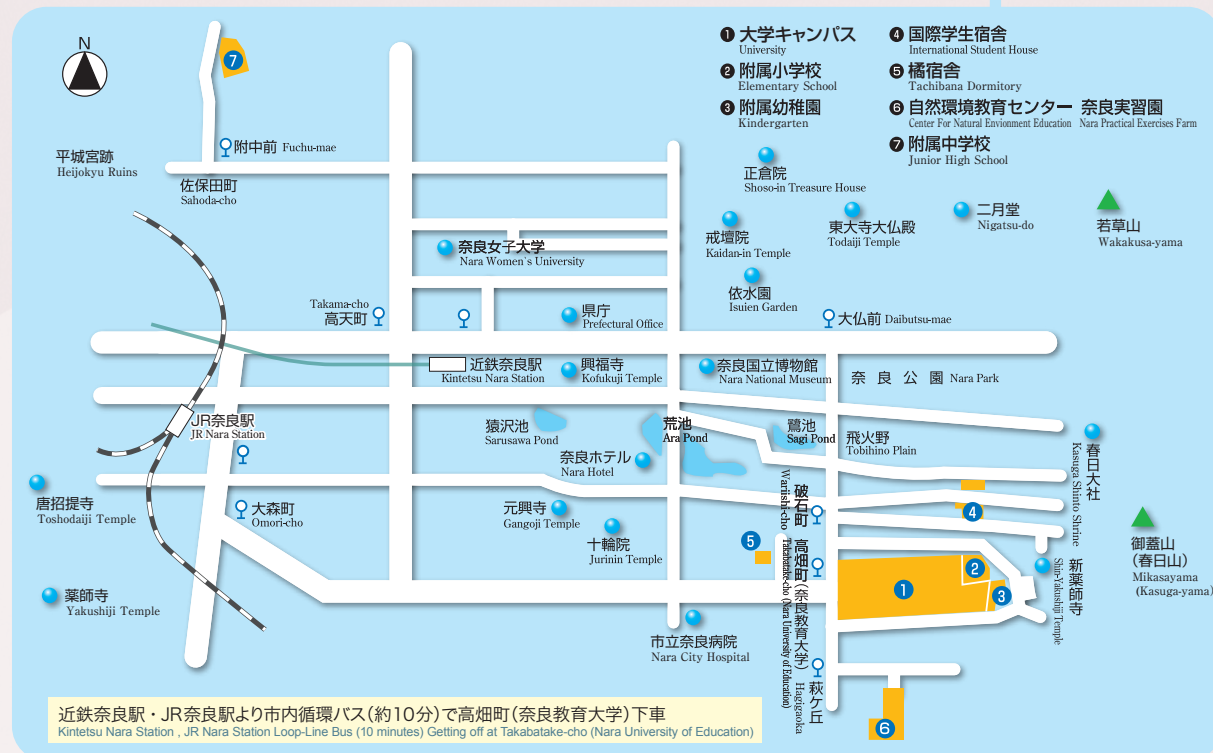 N
❶ 大学キャンパス
University
❷ 附属小学校
Elementary School
❸ 附属幼稚園
Kindergarten
❹ 国際学生宿舎
International Student House
❺ 橘宿舎
Tachibana Dormitory
❻ 自然環境教育センター 奈良実習園
Center For Natural Envionment Education Nara Practical Exercises Farm
❼ 附属中学校
Junior High School
7
附中前 Fuchu-mae
平城宮跡
Heijokyu Ruins
佐保田町
Sahoda-cho
正倉院
Shoso-in Treasure House
戒壇院
Kaidan-in Temple
東大寺大仏殿
Todaiji Temple
二月堂
Nigatsu-do
若草山
Wakakusa-yama
奈良女子大学
Nara Women`s University
依水園
Isuien Garden
Takama-cho
高天町
県庁
Prefectural Office
大仏前 Daibutsu-mae
近鉄奈良駅
Kintetsu Nara Station
興福寺
Kofukuji Temple
奈良国立博物館
Nara National Museum
奈良公園 Nara Park
JR奈良駅
JR Nara Station
猿沢池
Sarusawa Pond
荒池
Ara Pond
鷺池
Sagi Pond
飛火野
Tobihino Plain
春日大社
Kasuga Shinto Shrine
奈良ホテル
Nara Hotel
唐招提寺
Toshodaiji Temple
大森町
Omori-cho
元興寺
Gangoji Temple
十輪院
Jurinin Temple
破石町
Wariishi-cho
4
5
高畑町(奈良教育大学)
Takabatake-cho (Nara University of Education)
1
2
3
新薬師寺
Shin-Yakushiji Temple
御蓋山
(春日山)
Mikasayama
(Kasuga-yama)
薬師寺
Yakushiji Temple
市立奈良病院
Nara City Hospital
萩ケ丘
Hagigaoka
6
近鉄奈良駅・JR奈良駅より市内循環バス(約10分)で高畑町(奈良教育大学)下車
Kintetsu Nara Station , JR Nara Station Loop-Line Bus (10 minutes) Getting off at Takabatake-cho (Nara University of Education)